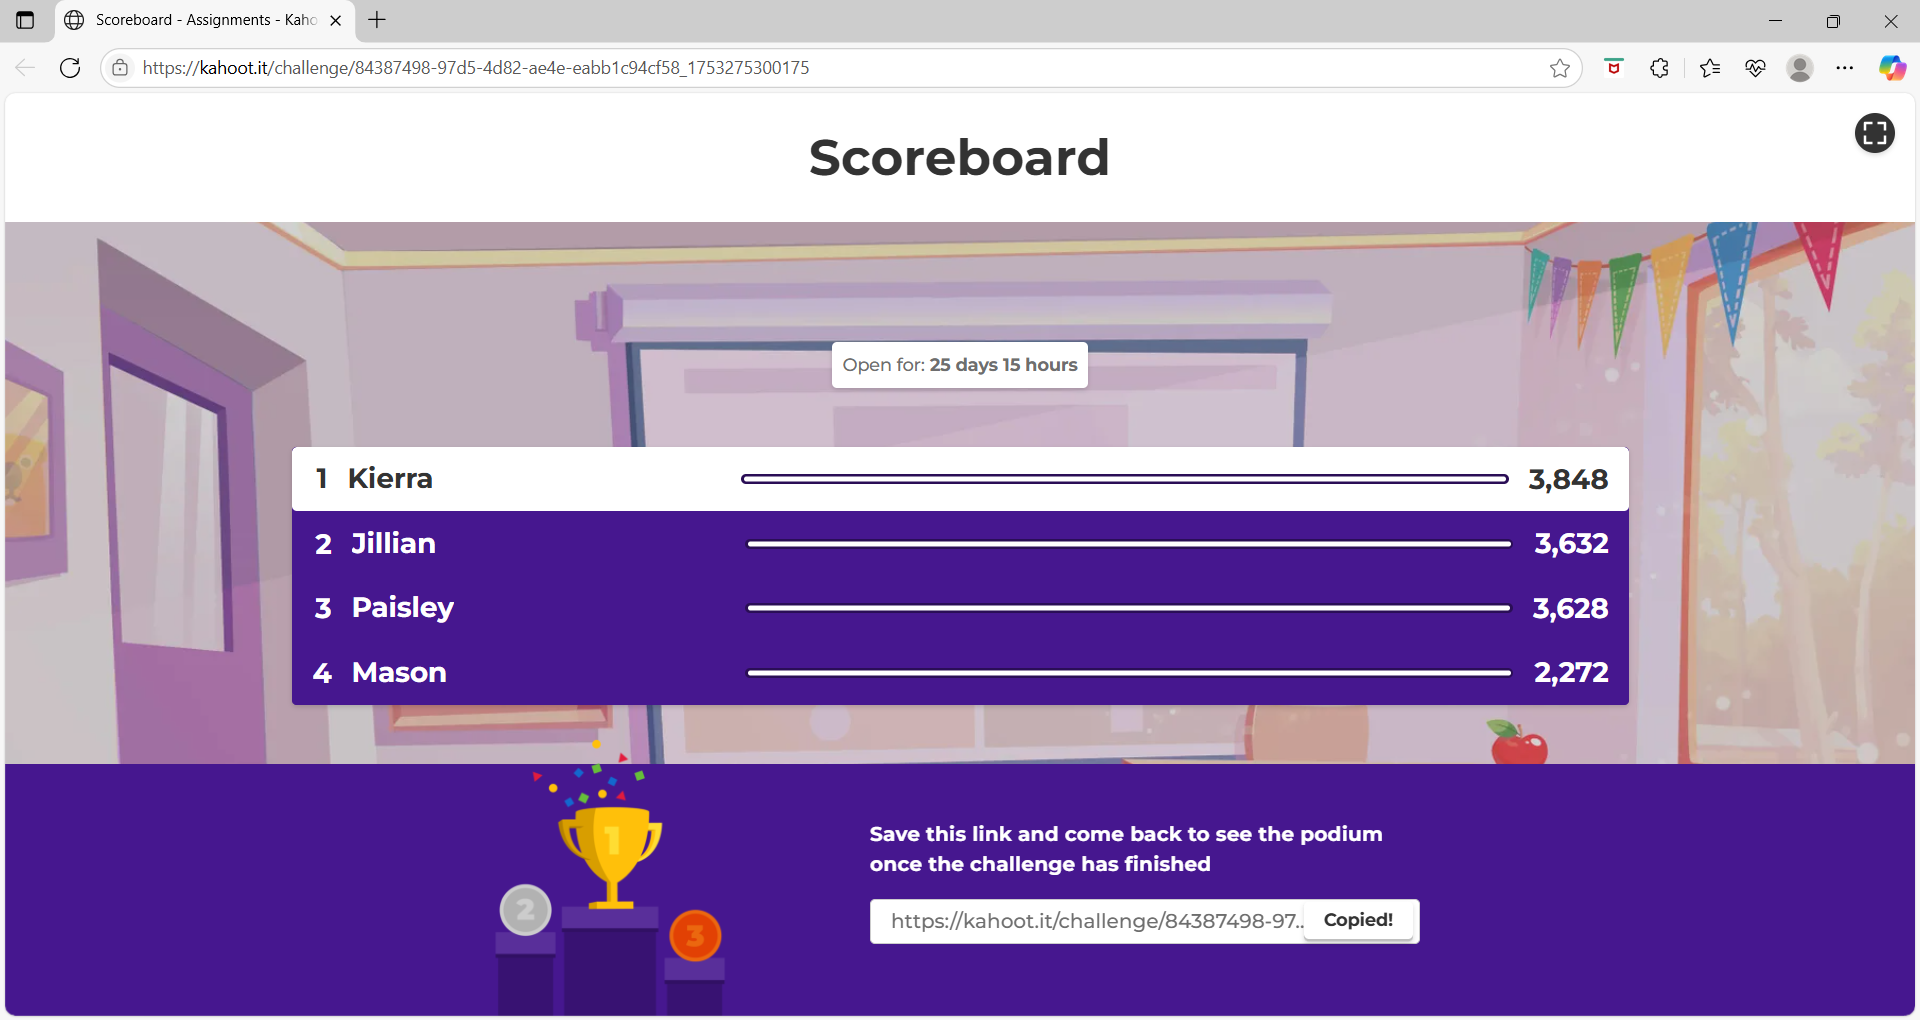 Scoreboard - Assignments - Kaho
https://kahoot.it/challenge/84387498-97d5-4d82-ae4e-eabb1c94cf58_1753275300175
Scoreboard
Open for: 25 days 15 hours
1 Kierra 3,848
2 Jillian 3,632
3 Paisley 3,628
4 Mason 2,272
1
2
3
Save this link and come back to see the podium
once the challenge has finished
https://kahoot.it/challenge/84387498-97.. Copied!